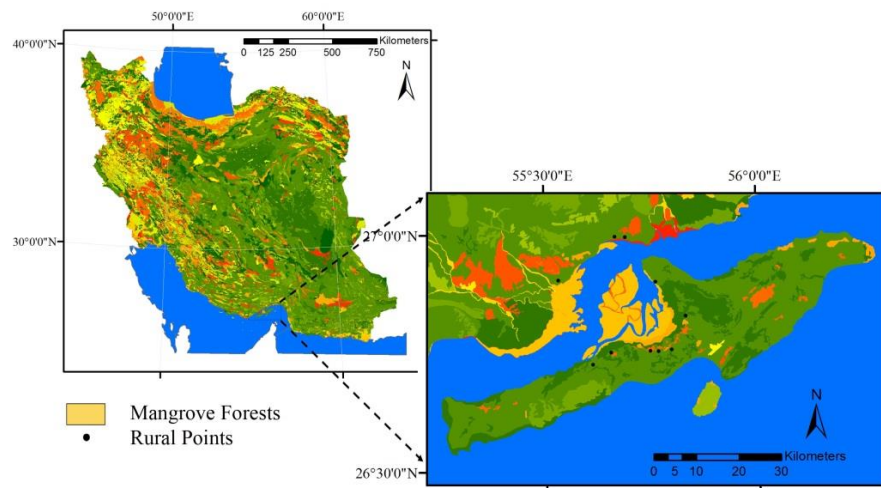 50°0'0"E
60°0'0"E
40°0'0"N
Kilometers
0 125 250 500 750
N
30°0'0"N
55°30'0"E
56°0'0"E
27°0'0"N
Mangrove Forests
Rural Points
N
Kilometers
0 5 10 20 30
26°30'0"N